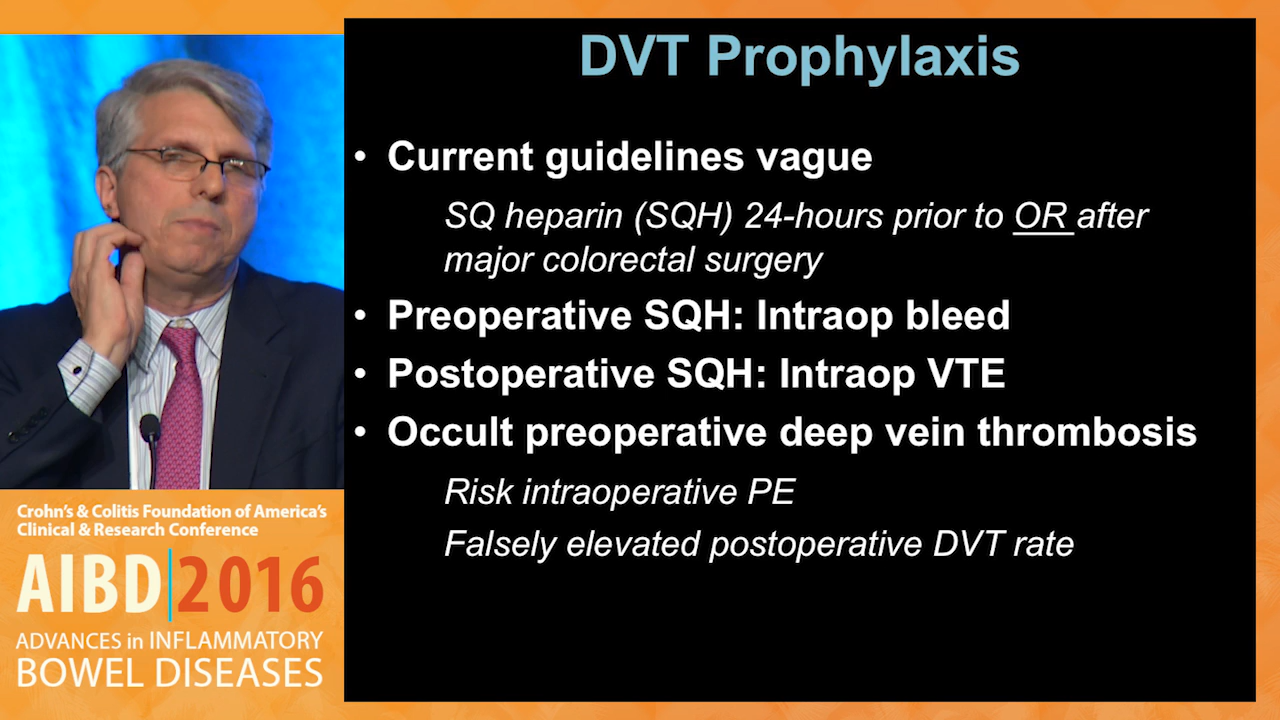 DVT Prophylaxis
• Current guidelines vague
SQ heparin (SQH) 24-hours prior to OR after
major colorectal surgery
• Preoperative SQH: Intraop bleed
• Postoperative SQH: Intraop VTE
• Occult preoperative deep vein thrombosis
Risk intraoperative PE
Falsely elevated postoperative DVT rate
Crohn's & Colitis Foundation of America's
Clinical & Research Conference
AIBD|2016
ADVANCES in INFLAMMATORY
BOWEL DISEASES